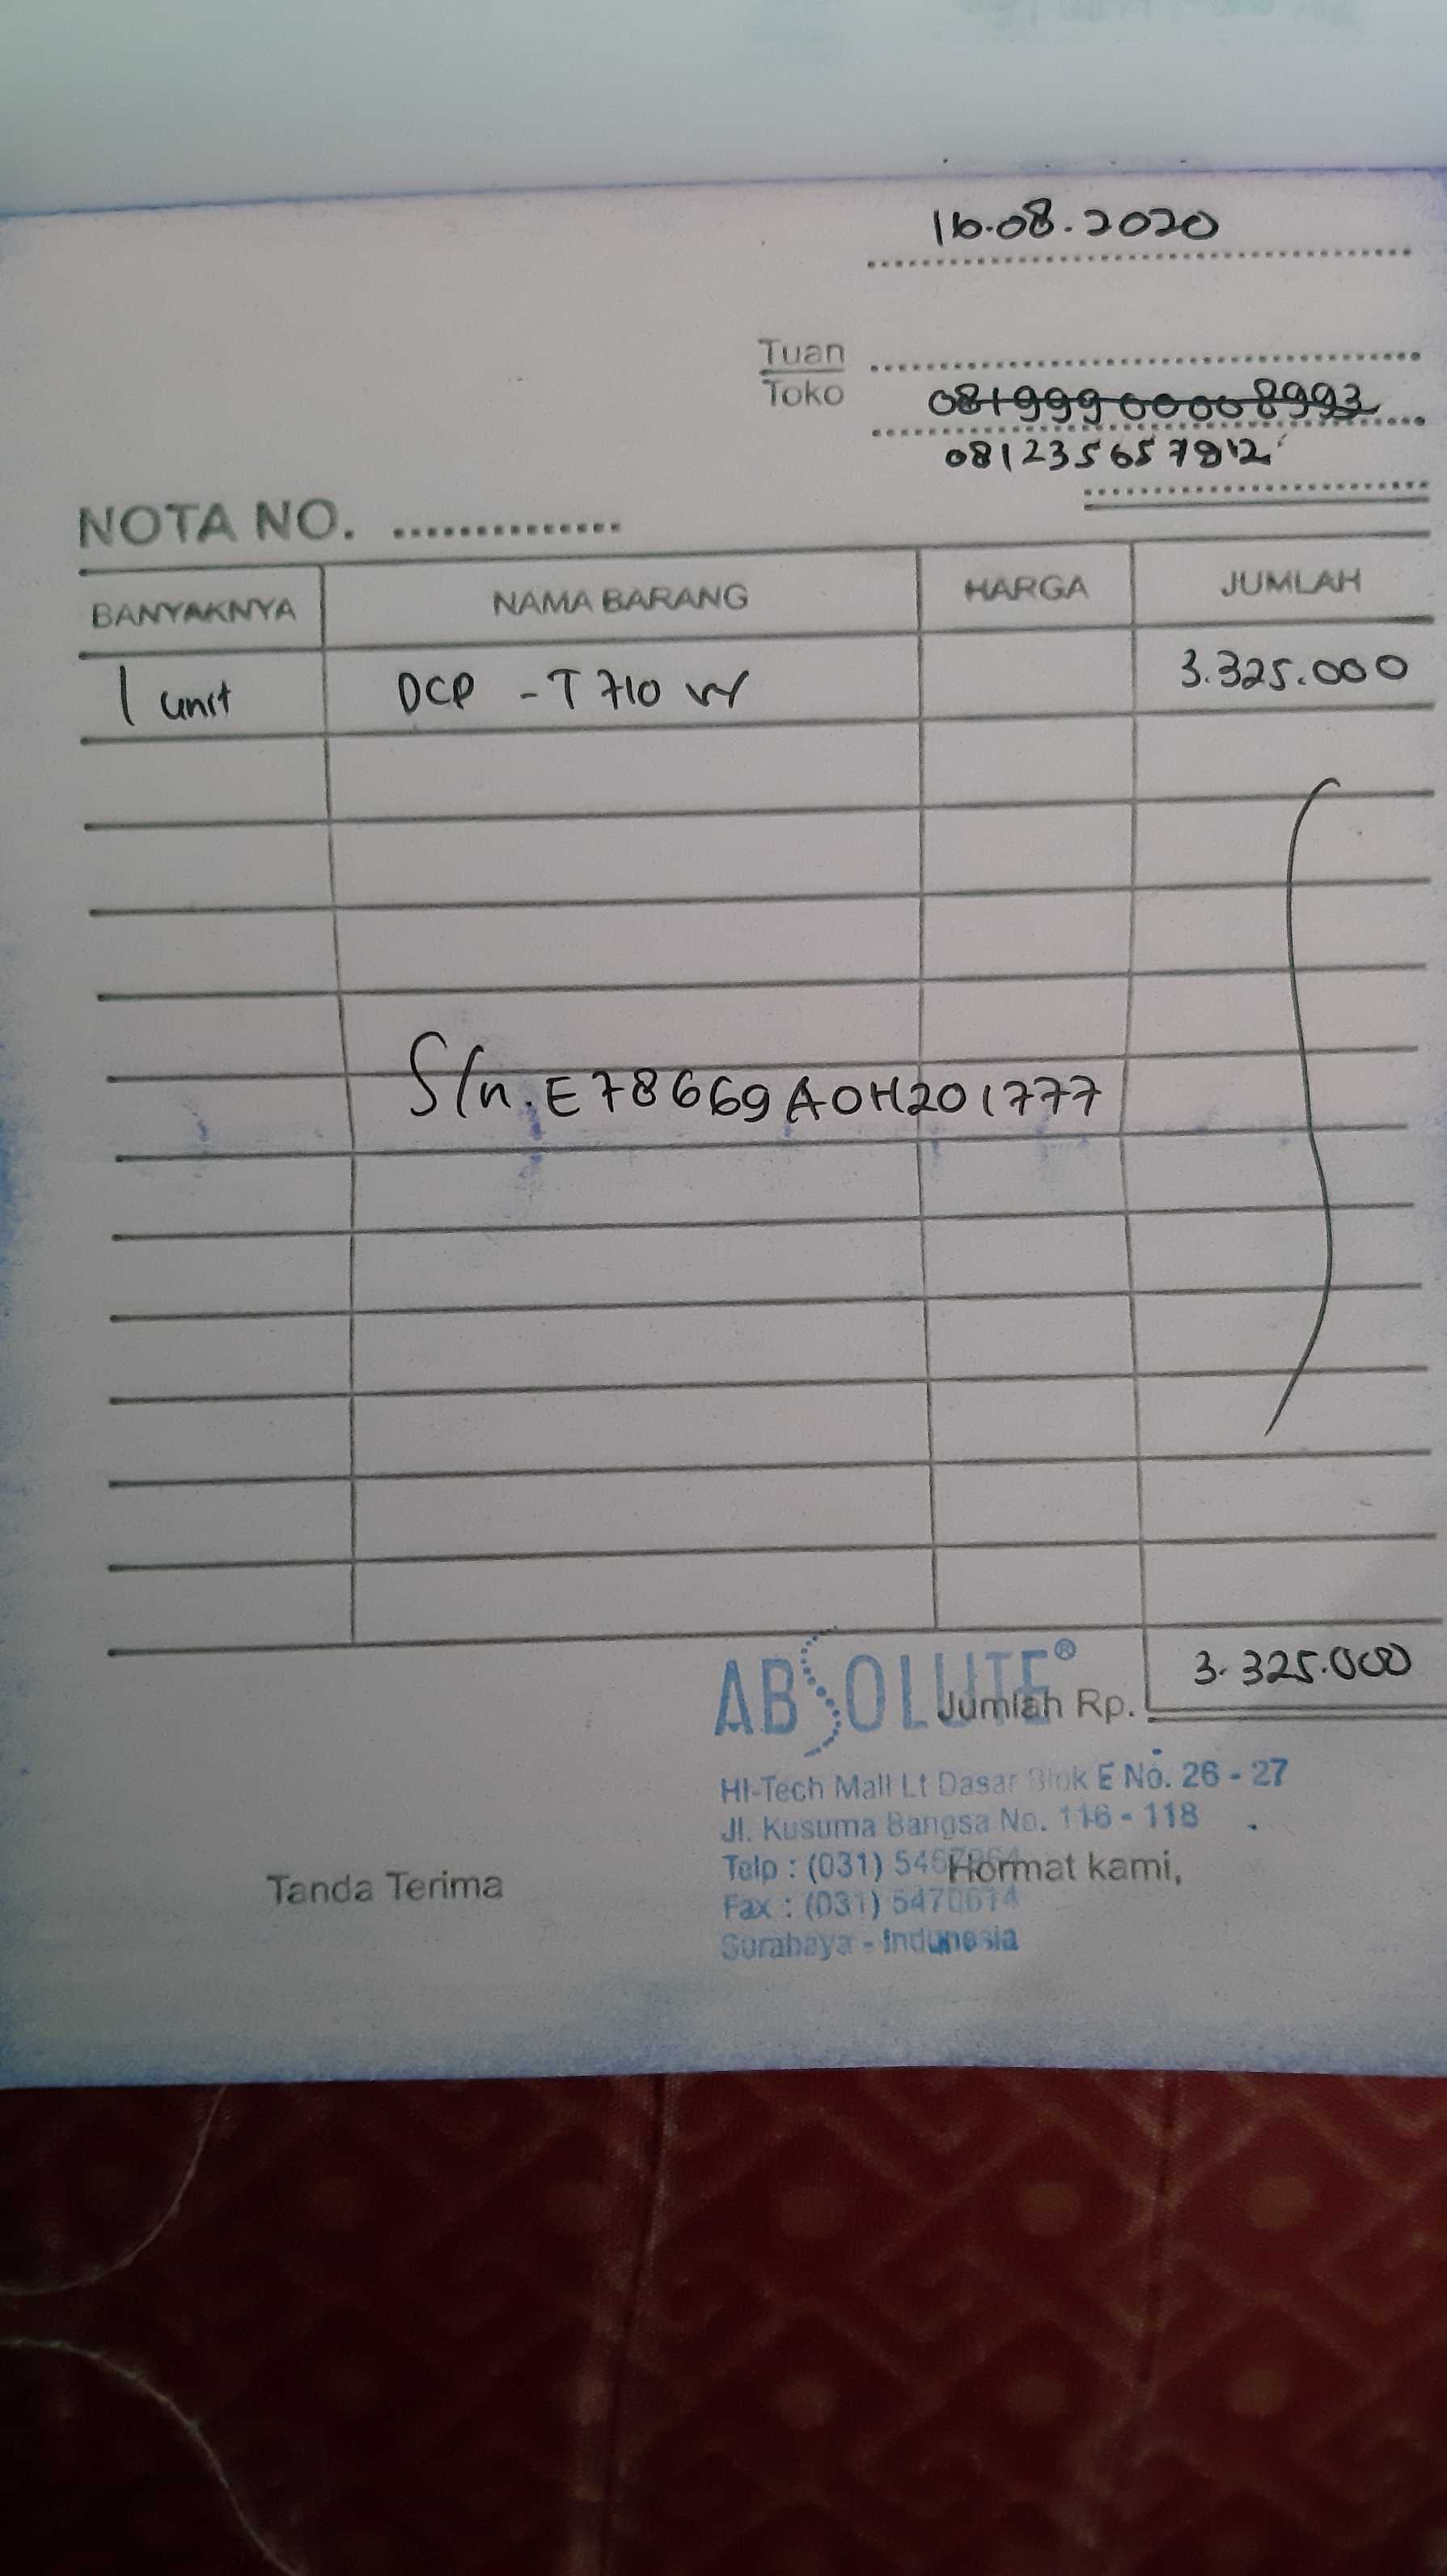 16.08.2020
Tuan
Toko
0819999 00008993
081235657812
NOTA NO. ..............
BANYAKNYA NAMA BARANG HARGA JUMLAH
1 unit DCP - T710 W 3.325.000
S/n. E78669A0H201777
ABSOLUTE®
Jumlah Rp. 3.325.000
HI-Tech Mall Lt Dasar Blok E No. 26 - 27
Jl. Kusuma Bangsa No. 116 - 118
Telp : (031)
Hormat kami,
Tanda Terima
Fax : (031) 5470614
Surabaya - Indonesia